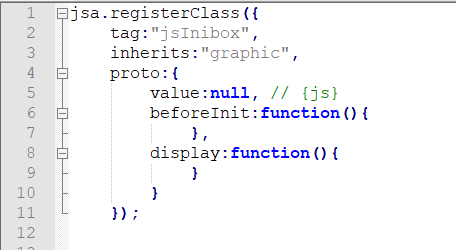 1 jsa.registerClass({
2 tag:"jsInibox",
3 inherits:"graphic",
4 proto:{
5 value:null, // {js}
6 beforeInit:function(){
7 },
8 display:function(){
9 }
10 }
11 });
12